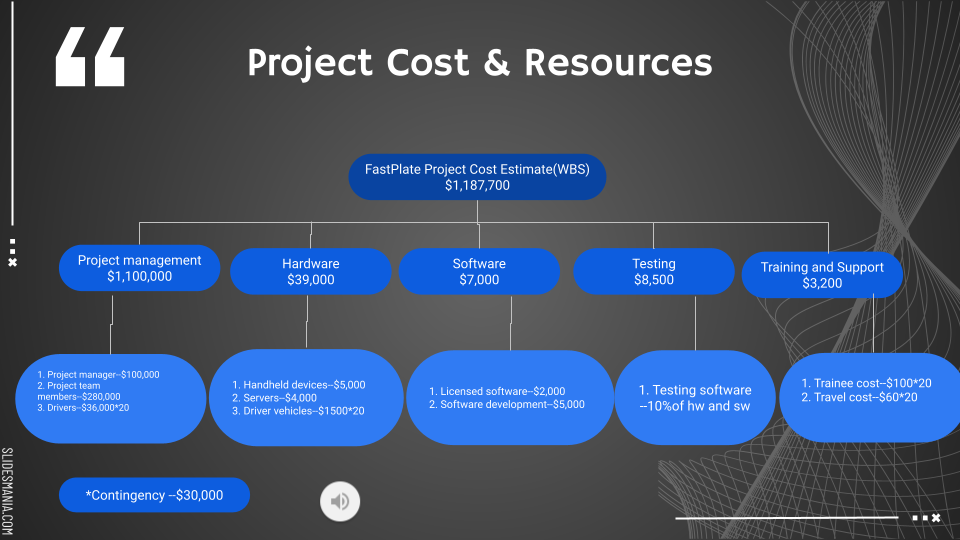 “
Project Cost & Resources
FastPlate Project Cost Estimate(WBS)
$1,187,700
Project management
$1,100,000
Hardware
$39,000
Software
$7,000
Testing
$8,500
Training and Support
$3,200
1. Project manager--$100,000
2. Project team
members--$280,000
3. Drivers--$36,000*20
1. Handheld devices--$5,000
2. Servers--$4,000
3. Driver vehicles--$1500*20
1. Licensed software--$2,000
2. Software development--$5,000
1. Testing software
--10%of hw and sw
1. Trainee cost--$100*20
2. Travel cost--$60*20
*Contingency --$30,000
SLIDESMANIA.COM